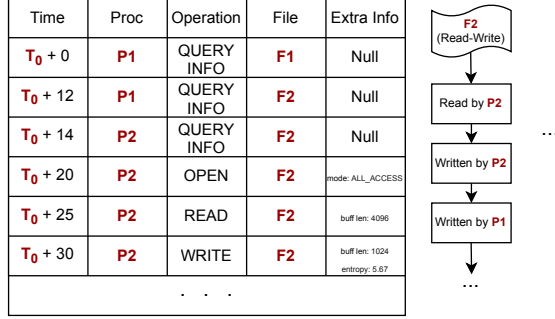 Time Proc Operation File Extra Info
T0 + 0 P1 QUERY INFO F1 Null
T0 + 12 P1 QUERY INFO F2 Null
T0 + 14 P2 QUERY INFO F2 Null
T0 + 20 P2 OPEN F2 mode: ALL_ACCESS
T0 + 25 P2 READ F2 buff len: 4096
T0 + 30 P2 WRITE F2 buff len: 1024 entropy: 5.67
. . .
F2
(Read-Write)
Read by P2
Written by P2
Written by P1
...
...